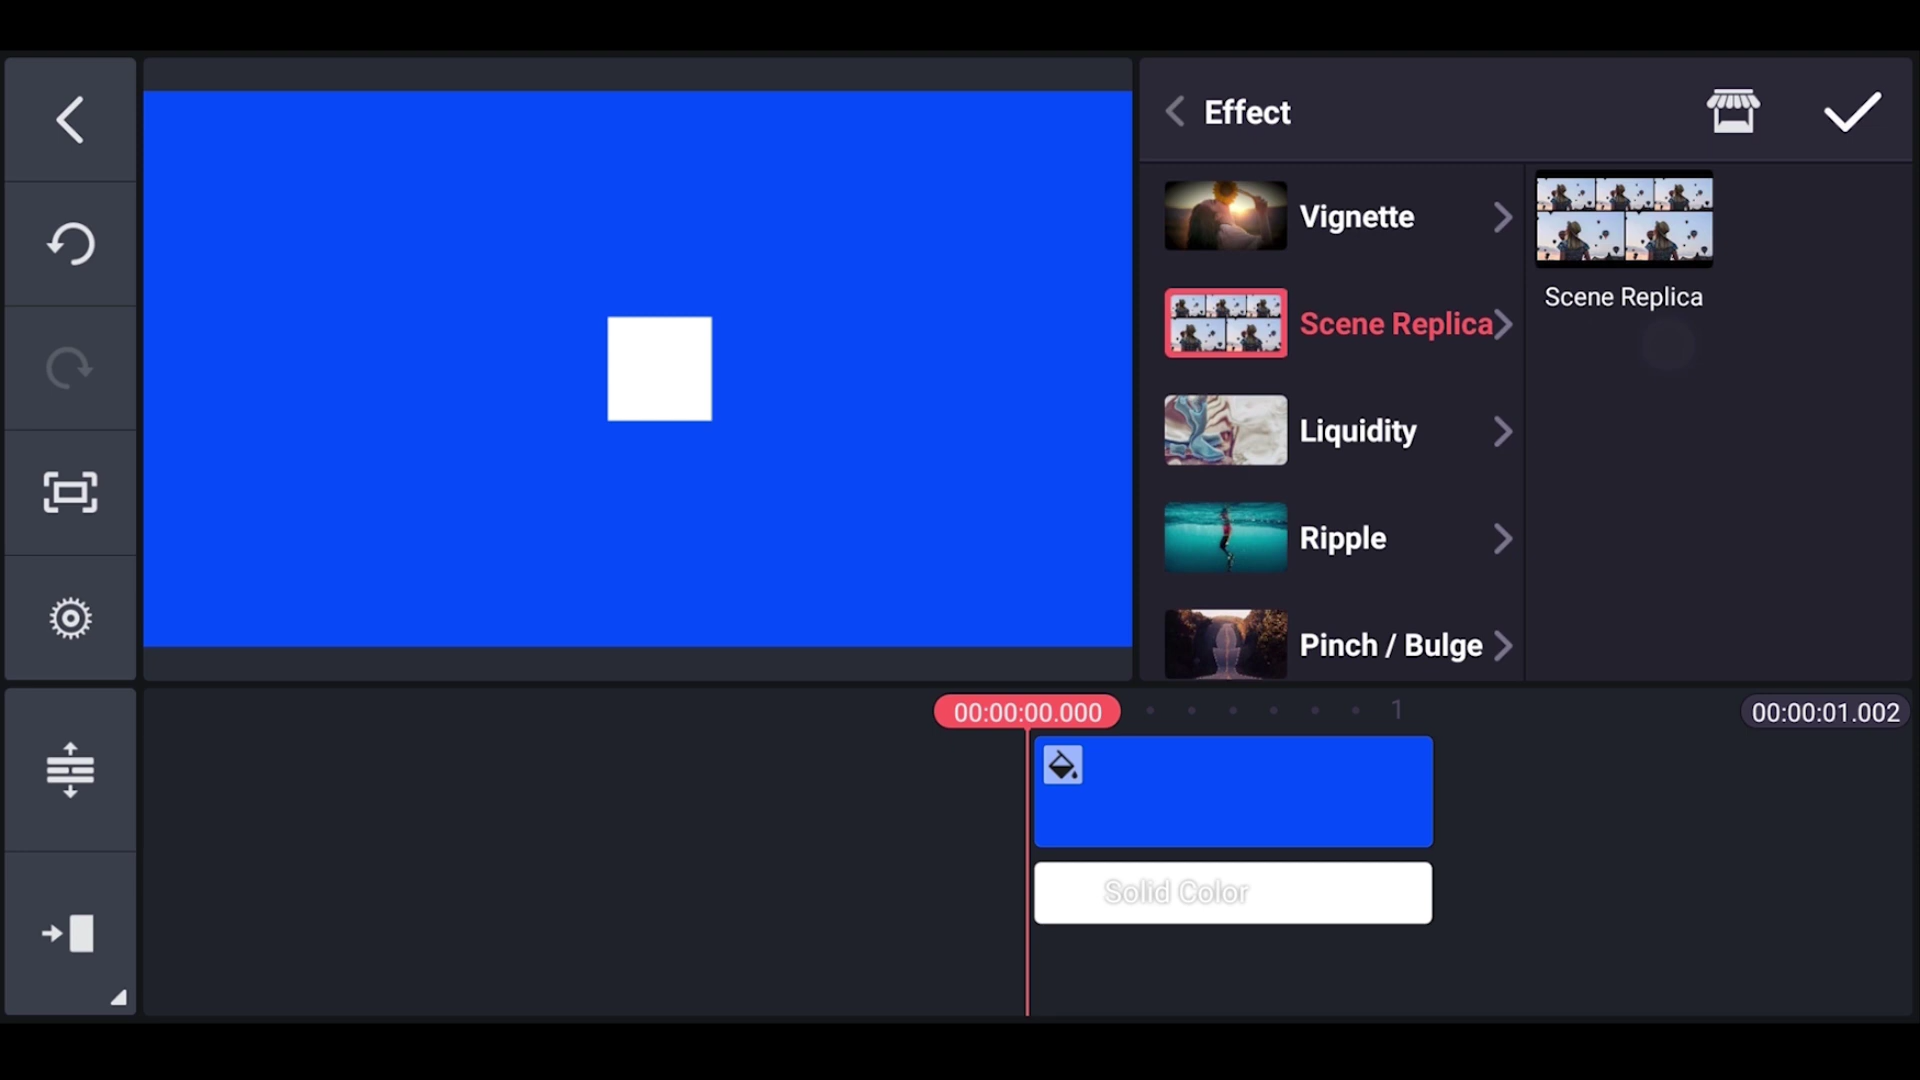 Effect
Vignette
Scene Replica
Scene Replica
Liquidity
Ripple
Pinch / Bulge
00:00:00.000
1
00:00:01.002
Solid Color